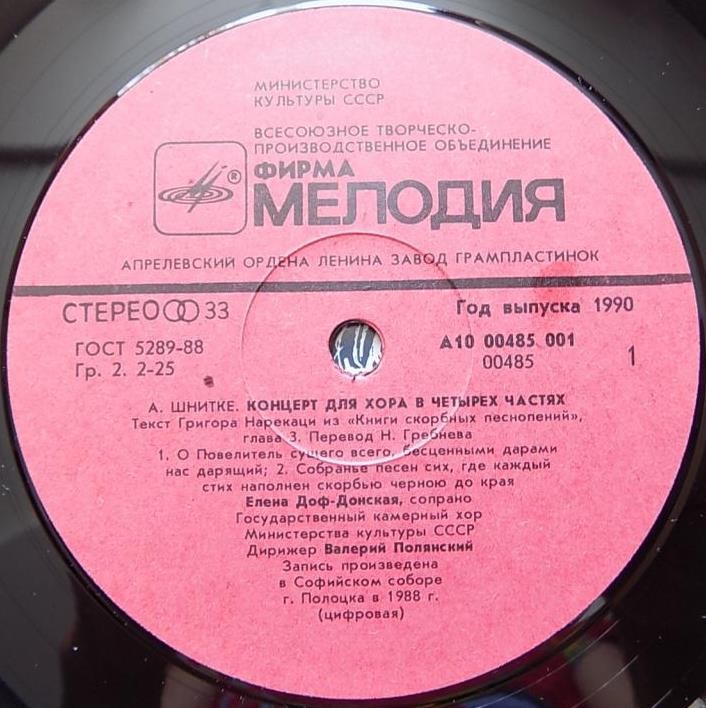 МИНИСТЕРСТВО
КУЛЬТУРЫ СССР
ВСЕСОЮЗНОЕ ТВОРЧЕСКО-
ПРОИЗВОДСТВЕННОЕ ОБЪЕДИНЕНИЕ
ФИРМА
®
МЕЛОДИЯ
АПРЕЛЕВСКИЙ ОРДЕНА ЛЕНИНА ЗАВОД ГРАМПЛАСТИНОК
СТЕРЕО 33
Год выпуска 1990
ГОСТ 5289-88
А10 00485 001
Гр. 2. 2-25
00485
1
А. ШНИТКЕ. КОНЦЕРТ ДЛЯ ХОРА В ЧЕТЫРЕХ ЧАСТЯХ
Текст Григора Нарекаци из «Книги скорбных песнопений»,
глава 3. Перевод Н. Гребнева
1. О Повелитель сущего всего, бесценными дарами
нас дарящий; 2. Собранье песен сих, где каждый
стих наполнен скорбью черною до края
Елена Доф-Донская, сопрано
Государственный камерный хор
Министерства культуры СССР
Дирижер Валерий Полянский
Запись произведена
в Софийском соборе
г. Полоцка в 1988 г.
(цифровая)